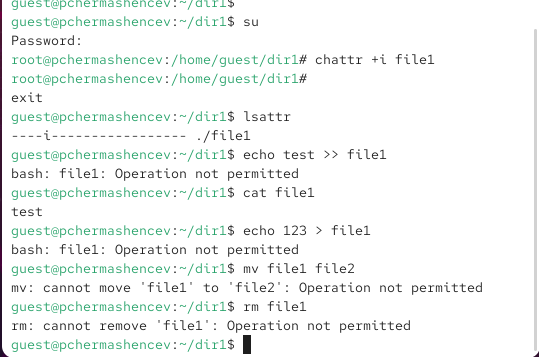 guest@pchermashencev:~/dir1$
guest@pchermashencev:~/dir1$ su
Password:
root@pchermashencev:/home/guest/dir1# chattr +i file1
root@pchermashencev:/home/guest/dir1#
exit
guest@pchermashencev:~/dir1$ lsattr
----i----------------- ./file1
guest@pchermashencev:~/dir1$ echo test >> file1
bash: file1: Operation not permitted
guest@pchermashencev:~/dir1$ cat file1
test
guest@pchermashencev:~/dir1$ echo 123 > file1
bash: file1: Operation not permitted
guest@pchermashencev:~/dir1$ mv file1 file2
mv: cannot move 'file1' to 'file2': Operation not permitted
guest@pchermashencev:~/dir1$ rm file1
rm: cannot remove 'file1': Operation not permitted
guest@pchermashencev:~/dir1$